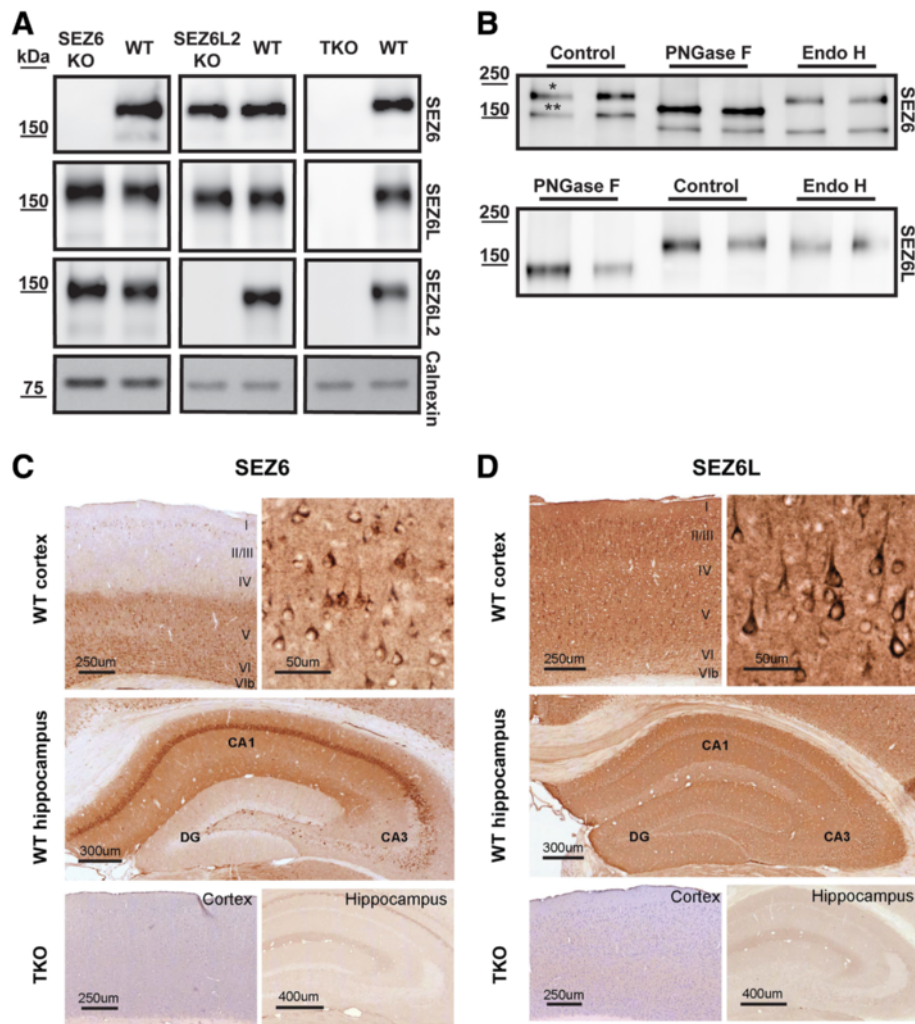 A
kDa
SEZ6 KO
WT
SEZ6L2 KO
WT
TKO
WT
150
SEZ6
150
SEZ6L
150
SEZ6L2
75
Calnexin
B
Control
PNGase F
Endo H
250
150
*
**
SEZ6
PNGase F
Control
Endo H
250
150
SEZ6L
C
SEZ6
WT cortex
I
II/III
IV
V
VI
VIb
250um
50um
WT hippocampus
CA1
DG
CA3
300um
TKO
Cortex
250um
Hippocampus
400um
D
SEZ6L
WT cortex
I
II/III
IV
V
VI
VIb
250um
50um
WT hippocampus
CA1
DG
CA3
300um
TKO
Cortex
250um
Hippocampus
400um